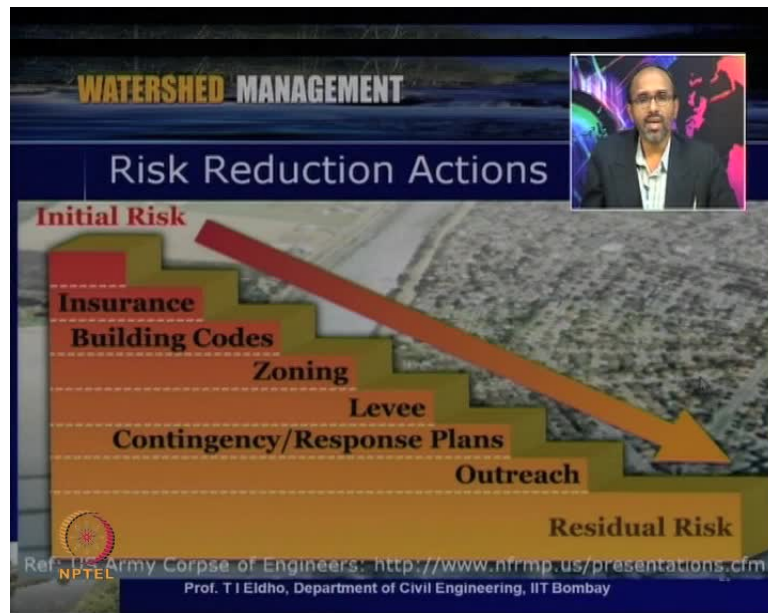 WATERSHED MANAGEMENT
Risk Reduction Actions
Initial Risk
Insurance
Building Codes
Zoning
Levee
Contingency/Response Plans
Outreach
Residual Risk
Ref: US Army Corpse of Engineers: http://www.nfrmp.us/presentations.cfm
NPTEL
Prof. T I Eldho, Department of Civil Engineering, IIT Bombay